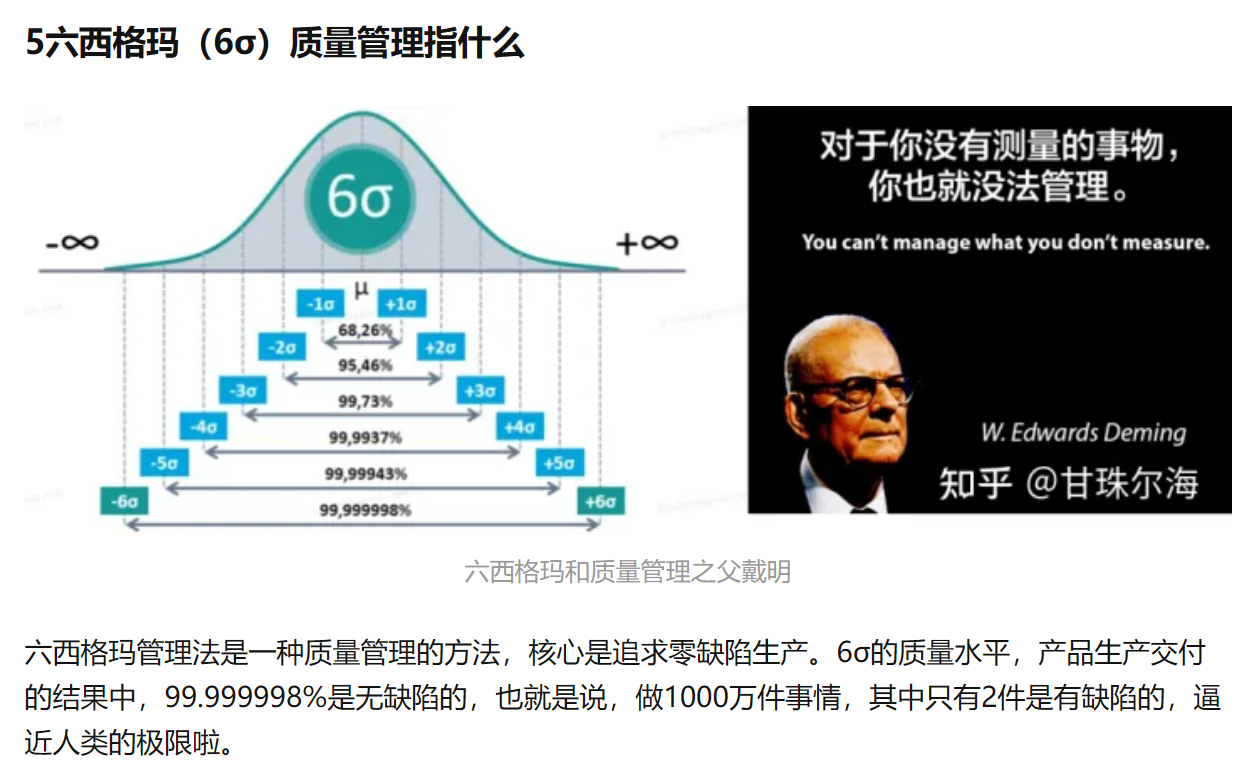 5六西格玛（6σ）质量管理指什么
6σ
-∞
+∞
μ
-1σ
+1σ
68,26%
-2σ
+2σ
95,46%
-3σ
+3σ
99,73%
-4σ
+4σ
99,9937%
-5σ
+5σ
99,99943%
-6σ
+6σ
99,999998%
对于你没有测量的事物，
你也就没法管理。
You can't manage what you don't measure.
W. Edwards Deming
知乎 @甘珠尔海
六西格玛和质量管理之父戴明
六西格玛管理法是一种质量管理的方法，核心是追求零缺陷生产。6σ的质量水平，产品生产交付
的结果中，99.999998%是无缺陷的，也就是说，做1000万件事情，其中只有2件是有缺陷的，逼
近人类的极限啦。